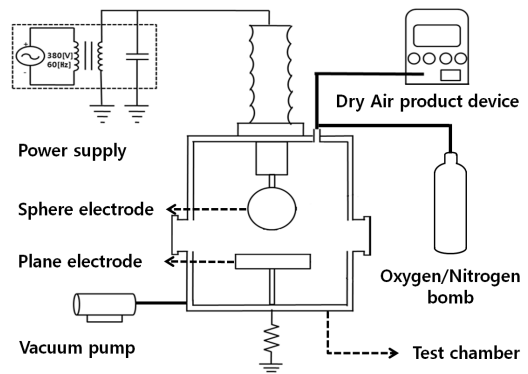 380[V]
60[Hz]
Dry Air product device
Power supply
Sphere electrode
Plane electrode
Oxygen/Nitrogen
bomb
Vacuum pump
Test chamber